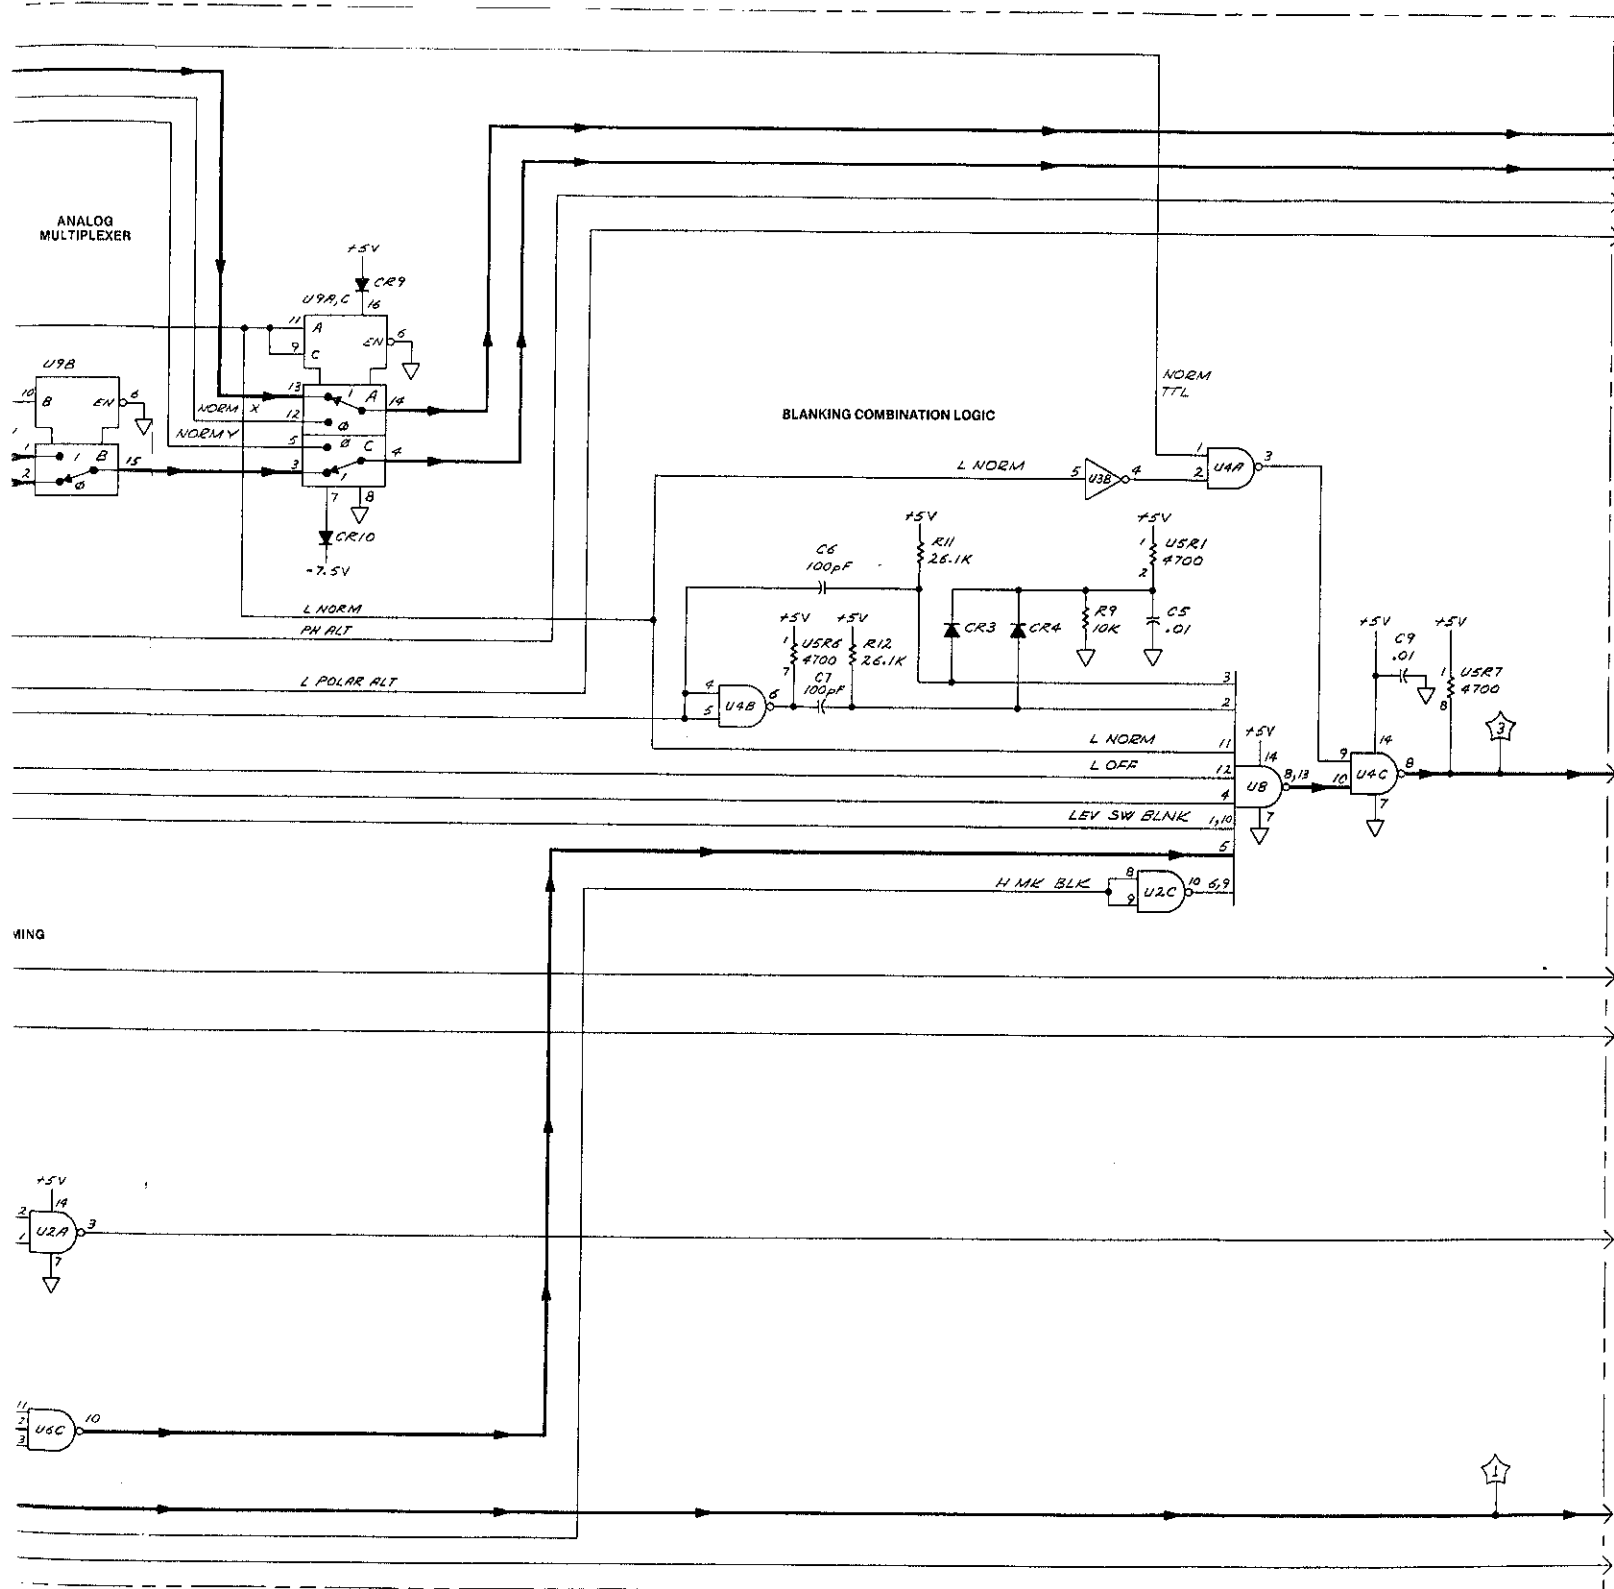 ANALOG
MULTIPLEXER
+5V
CR9
U9A,C
16
11
A
EN
6
9
C
U9B
10
B
EN
6
13
1
A
14
NORM X
12
Ø
NORMY
5
Ø
C
4
1
1
B
15
3
1
2
Ø
7
8
CR10
-7.5V
NORM
TTL
BLANKING COMBINATION LOGIC
1
U4A
3
2
L NORM
5
U3B
4
+5V
R11
26.1K
+5V
1
U5R1
4700
2
C6
100pF
L NORM
PH ALT
+5V
+5V
1
U5R6
4700
7
R12
26.1K
C7
100pF
CR3
CR4
R9
10K
C5
.01
+5V
C9
.01
+5V
1
U5R7
4700
8
L POLAR ALT
4
U4B
6
5
3
2
3
L NORM
11
+5V
14
L OFF
12
U8
8,13
4
7
LEV SW BLNK
1,10
5
9
14
U4C
8
10
7
H MK BLK
8
U2C
10
6,9
9
MING
+5V
14
2
U2A
3
1
7
11
2
U6C
10
3
1